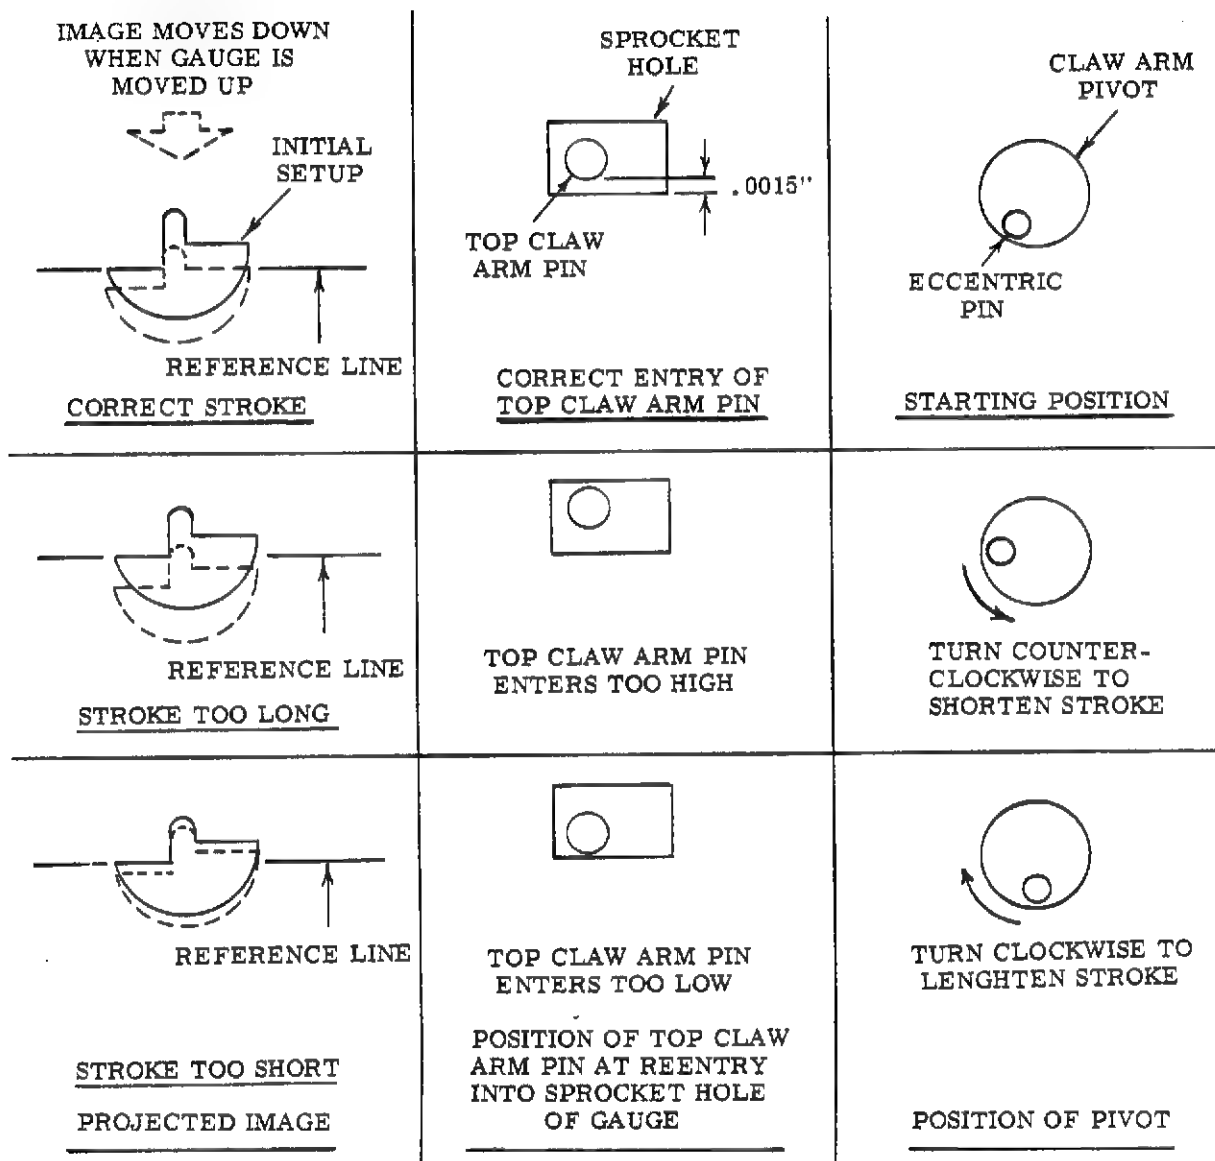 IMAGE MOVES DOWN
WHEN GAUGE IS
MOVED UP
INITIAL
SETUP
REFERENCE LINE
CORRECT STROKE
SPROCKET
HOLE
.0015"
TOP CLAW
ARM PIN
CORRECT ENTRY OF
TOP CLAW ARM PIN
CLAW ARM
PIVOT
ECCENTRIC
PIN
STARTING POSITION
REFERENCE LINE
STROKE TOO LONG
TOP CLAW ARM PIN
ENTERS TOO HIGH
TURN COUNTER-
CLOCKWISE TO
SHORTEN STROKE
REFERENCE LINE
STROKE TOO SHORT
PROJECTED IMAGE
TOP CLAW ARM PIN
ENTERS TOO LOW
POSITION OF TOP CLAW
ARM PIN AT REENTRY
INTO SPROCKET HOLE
OF GAUGE
TURN CLOCKWISE TO
LENGHTEN STROKE
POSITION OF PIVOT